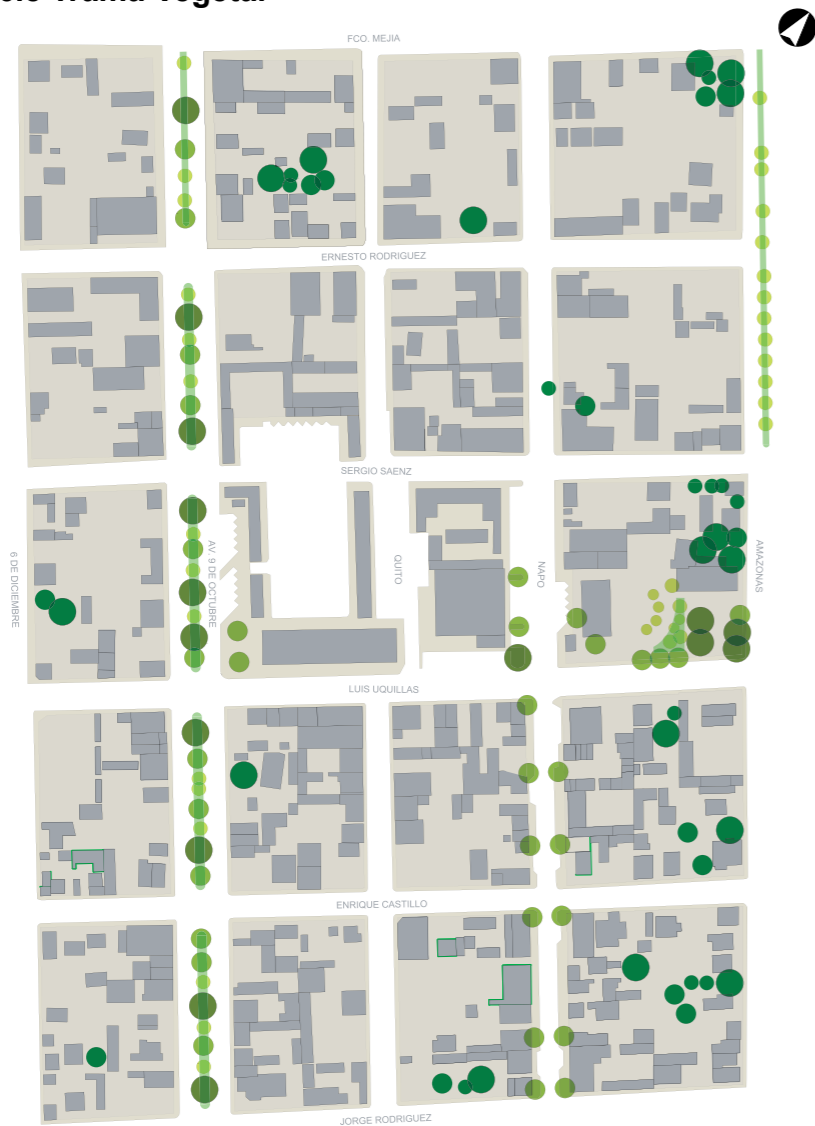 FCO. MEJIA
ERNESTO RODRIGUEZ
SERGIO SAENZ
6 DE DICIEMBRE
AV. 9 DE OCTUBRE
QUITO
NAPO
AMAZONAS
LUIS UQUILLAS
ENRIQUE CASTILLO
JORGE RODRIGUEZ